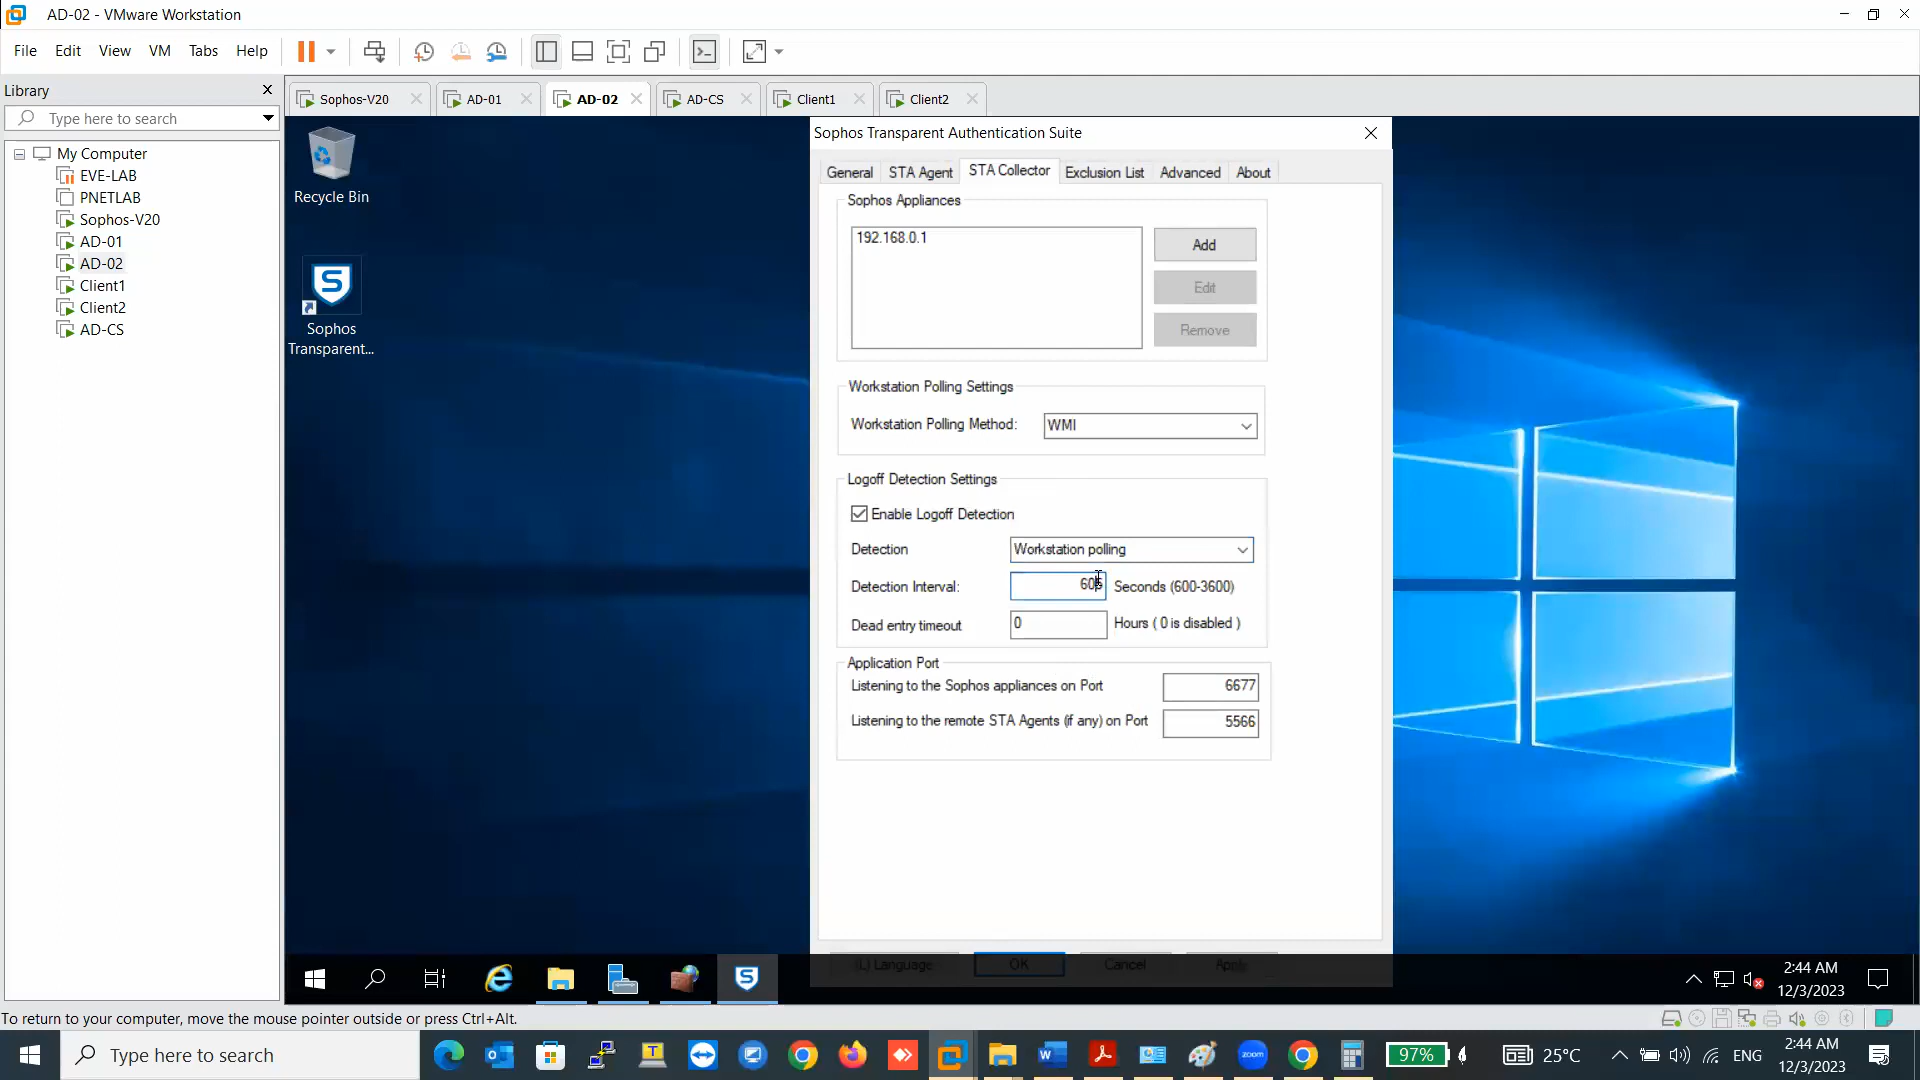 AD-02 - VMware Workstation
File Edit View VM Tabs Help
Library
Type here to search
My Computer
EVE-LAB
PNETLAB
Sophos-V20
AD-01
AD-02
Client1
Client2
AD-CS
Sophos-V20 AD-01 AD-02 AD-CS Client1 Client2
Recycle Bin
Sophos
Transparent...
Sophos Transparent Authentication Suite
General STA Agent STA Collector Exclusion List Advanced About
Sophos Appliances
192.168.0.1
Add
Edit
Remove
Workstation Polling Settings
Workstation Polling Method: WMI
Logoff Detection Settings
Enable Logoff Detection
Detection Workstation polling
Detection Interval: Seconds (600-3600)
Dead entry timeout 0 Hours ( 0 is disabled )
Application Port
Listening to the Sophos appliances on Port 6677
Listening to the remote STA Agents (if any) on Port 5566
Language OK Cancel Apply
2:44 AM
12/3/2023
To return to your computer, move the mouse pointer outside or press Ctrl+Alt.
Type here to search
zoom
97%
25°C
ENG
2:44 AM
12/3/2023